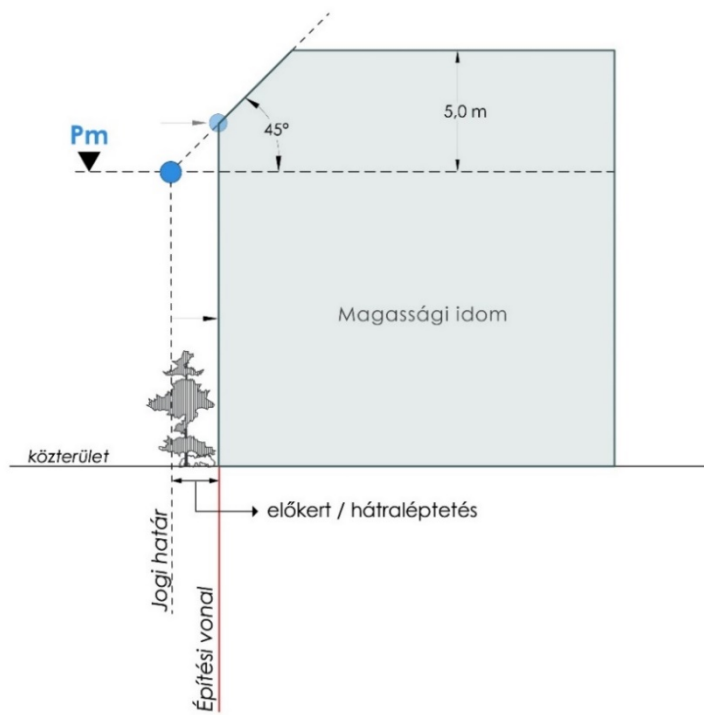 Pm
45°
5,0 m
Magassági idom
közterület
előkert / hátraléptetés
Jogi határ
Építési vonal